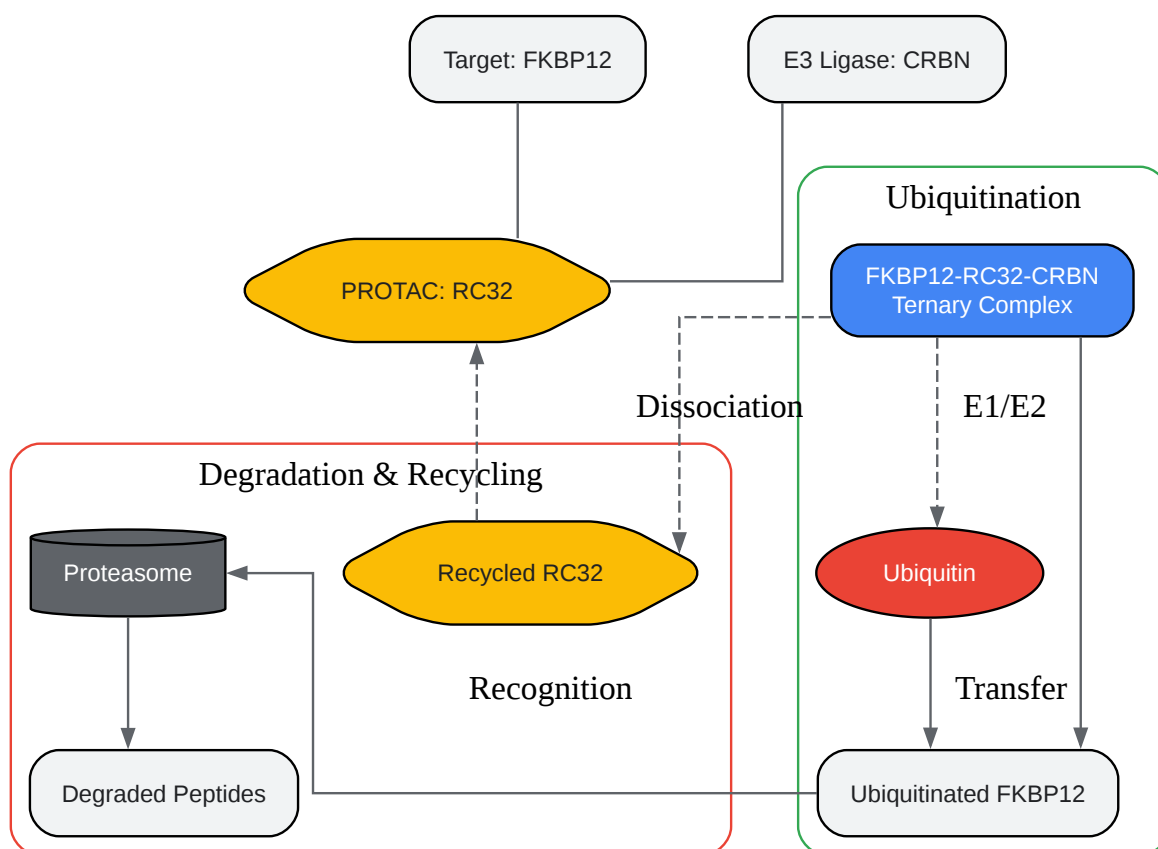 Target: FKBP12
E3 Ligase: CRBN
Ubiquitination
PROTAC: RC32
FKBP12-RC32-CRBN
Ternary Complex
Dissociation
E1/E2
Degradation & Recycling
Proteasome
Recycled RC32
Ubiquitin
Recognition
Transfer
Degraded Peptides
Ubiquitinated FKBP12